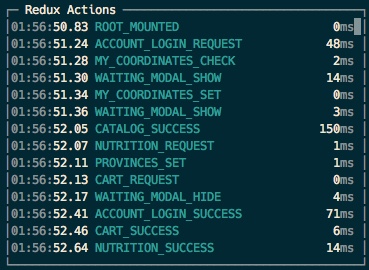 Redux Actions
01:56:50.83 ROOT_MOUNTED 0ms
01:56:51.24 ACCOUNT_LOGIN_REQUEST 48ms
01:56:51.28 MY_COORDINATES_CHECK 2ms
01:56:51.30 WAITING_MODAL_SHOW 14ms
01:56:51.34 MY_COORDINATES_SET 0ms
01:56:51.36 WAITING_MODAL_SHOW 3ms
01:56:52.05 CATALOG_SUCCESS 150ms
01:56:52.07 NUTRITION_REQUEST 1ms
01:56:52.11 PROVINCES_SET 1ms
01:56:52.13 CART_REQUEST 0ms
01:56:52.17 WAITING_MODAL_HIDE 4ms
01:56:52.41 ACCOUNT_LOGIN_SUCCESS 71ms
01:56:52.46 CART_SUCCESS 6ms
01:56:52.64 NUTRITION_SUCCESS 14ms